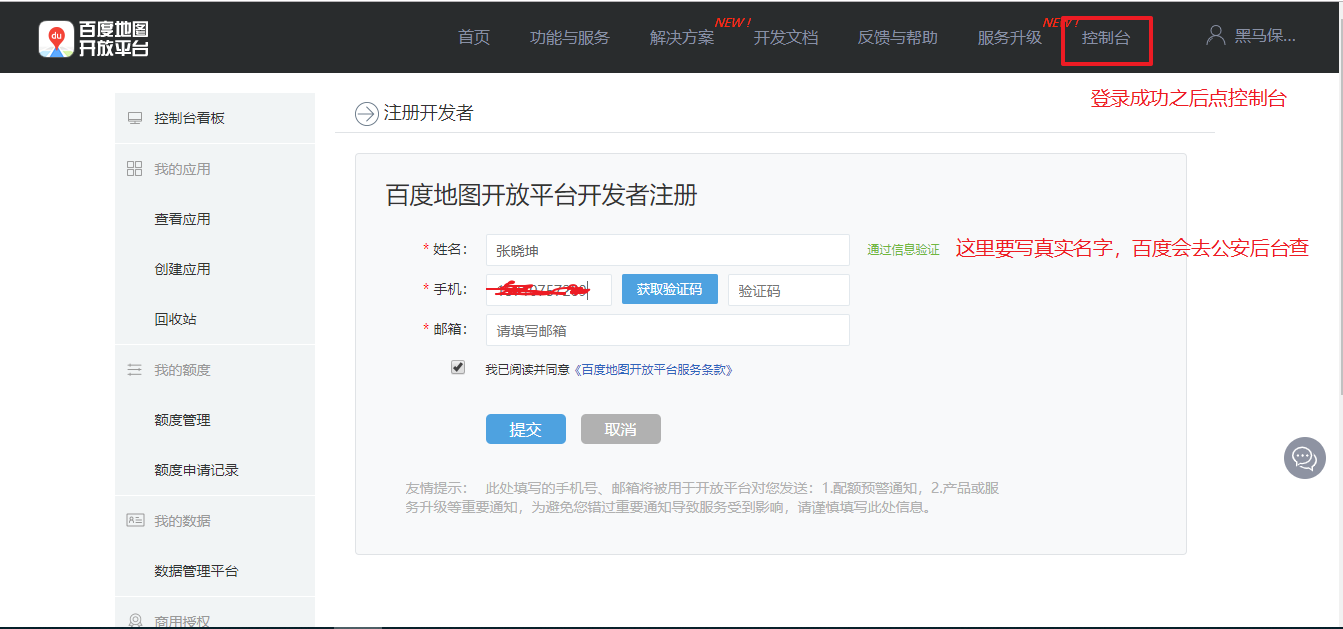 百度地图
开放平台
首页 功能与服务 解决方案 NEW ! 开发文档 反馈与帮助 服务升级 NEW ! 控制台 黑马保...
登录成功之后点控制台
控制台看板
我的应用
查看应用
创建应用
回收站
我的额度
额度管理
额度申请记录
我的数据
数据管理平台
商用授权
注册开发者
百度地图开放平台开发者注册
* 姓名: 张晓坤 通过信息验证 这里要写真实名字，百度会去公安后台查
* 手机: 获取验证码 验证码
* 邮箱: 请填写邮箱
我已阅读并同意《百度地图开放平台服务条款》
提交 取消
友情提示： 此处填写的手机号、邮箱将被用于开放平台对您发送：1.配额预警通知，2.产品或服
务升级等重要通知，为避免您错过重要通知导致服务受到影响，请谨慎填写此处信息。